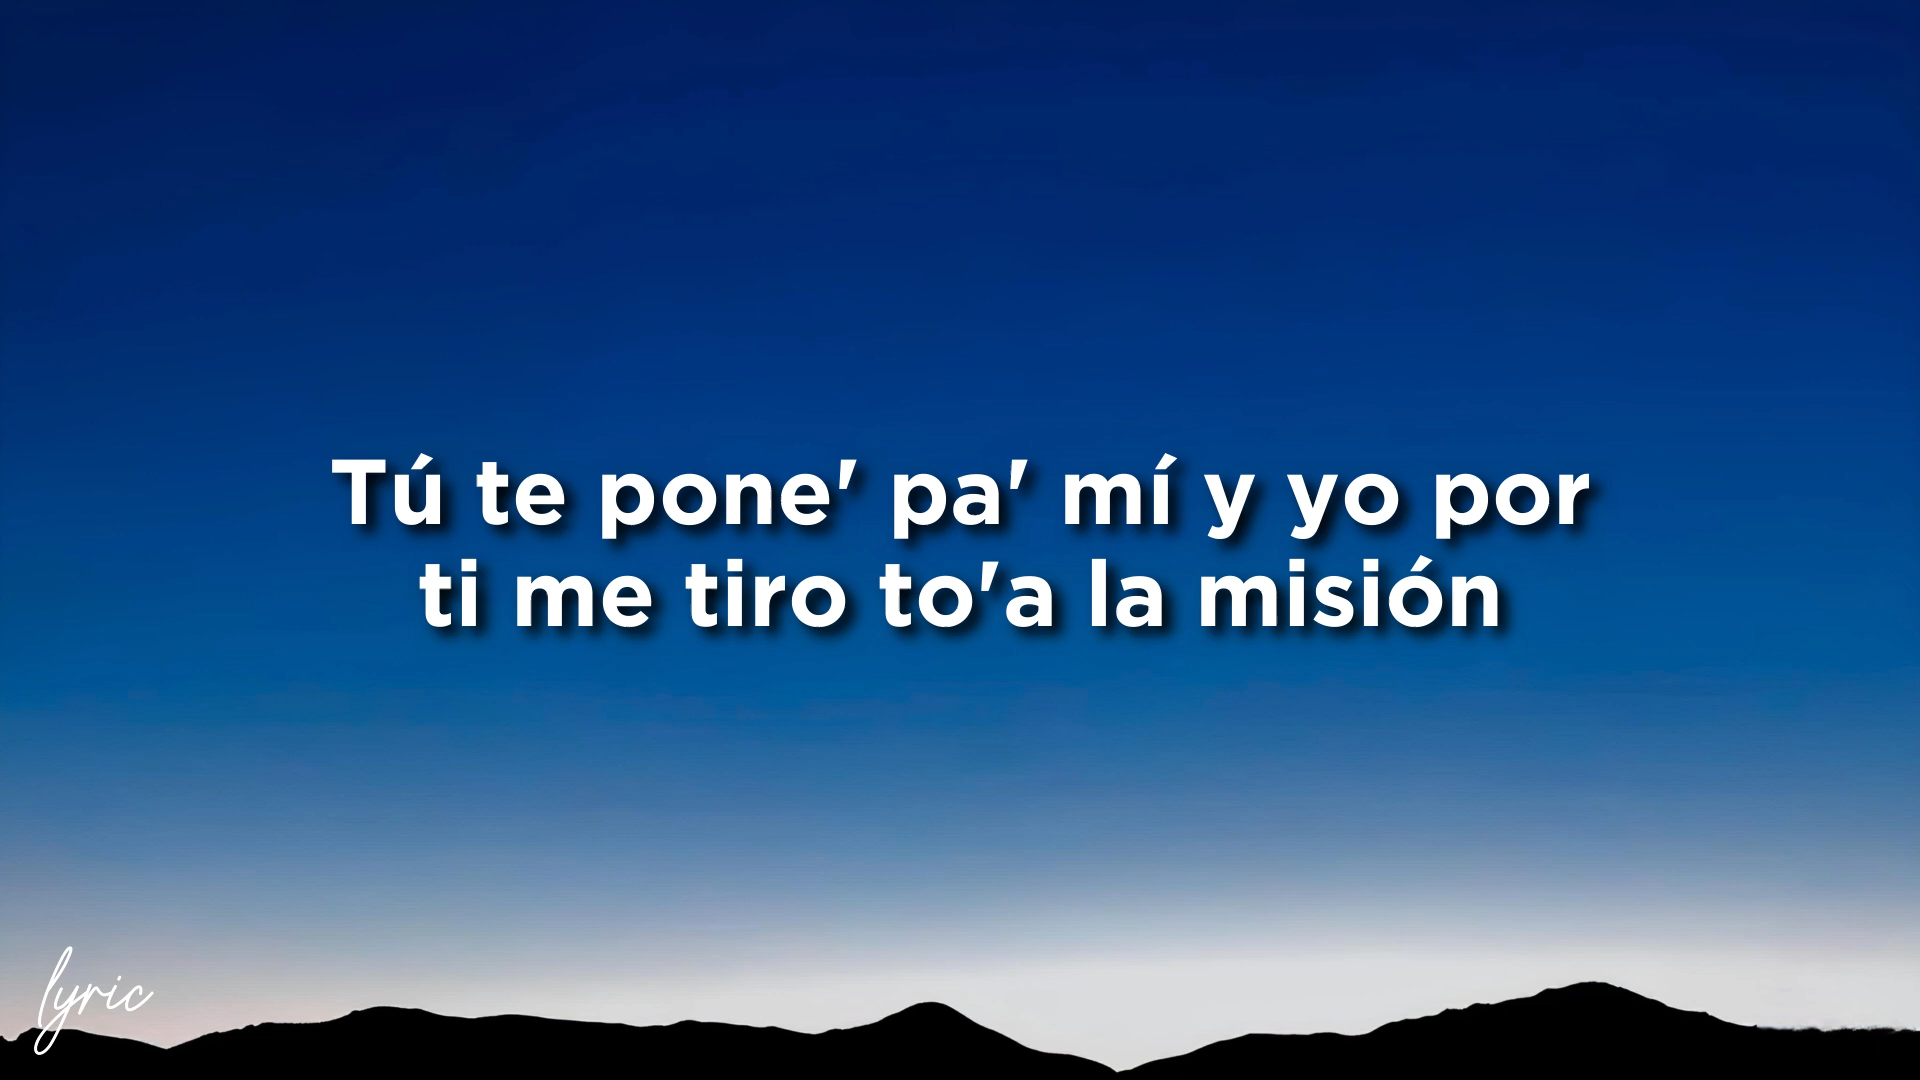 Tú te pone' pa' mí y yo por
ti me tiro to'a la misión
lyric